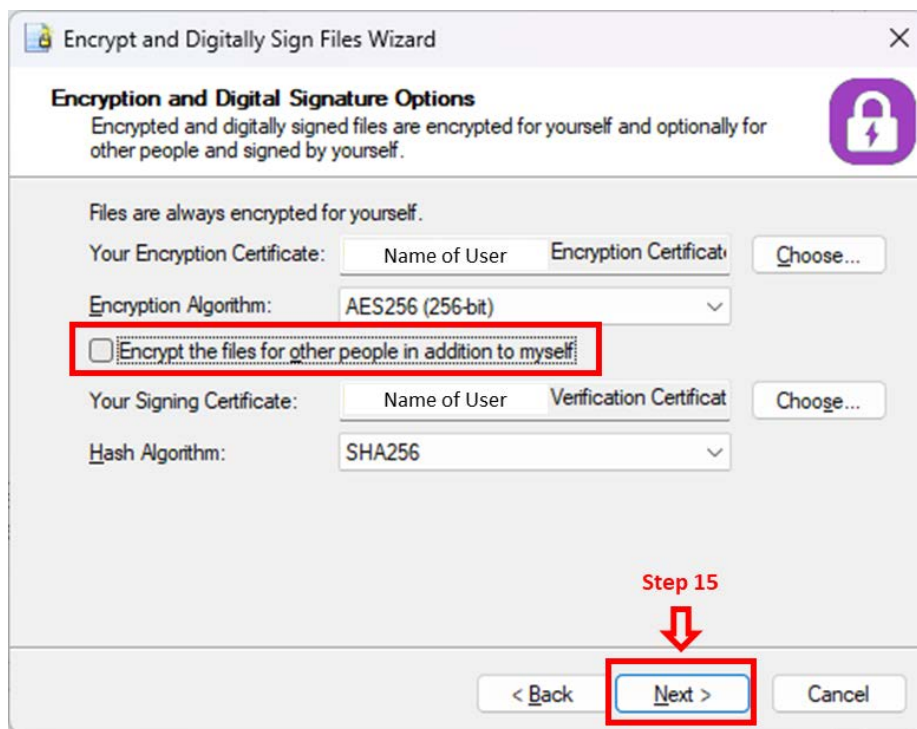 Encrypt and Digitally Sign Files Wizard
Encryption and Digital Signature Options
Encrypted and digitally signed files are encrypted for yourself and optionally for
other people and signed by yourself.
Files are always encrypted for yourself.
Your Encryption Certificate: Name of User Encryption Certificat Choose...
Encryption Algorithm: AES256 (256-bit)
Encrypt the files for other people in addition to myself
Your Signing Certificate: Name of User Verification Certificat Choose...
Hash Algorithm: SHA256
Step 15
< Back Next > Cancel